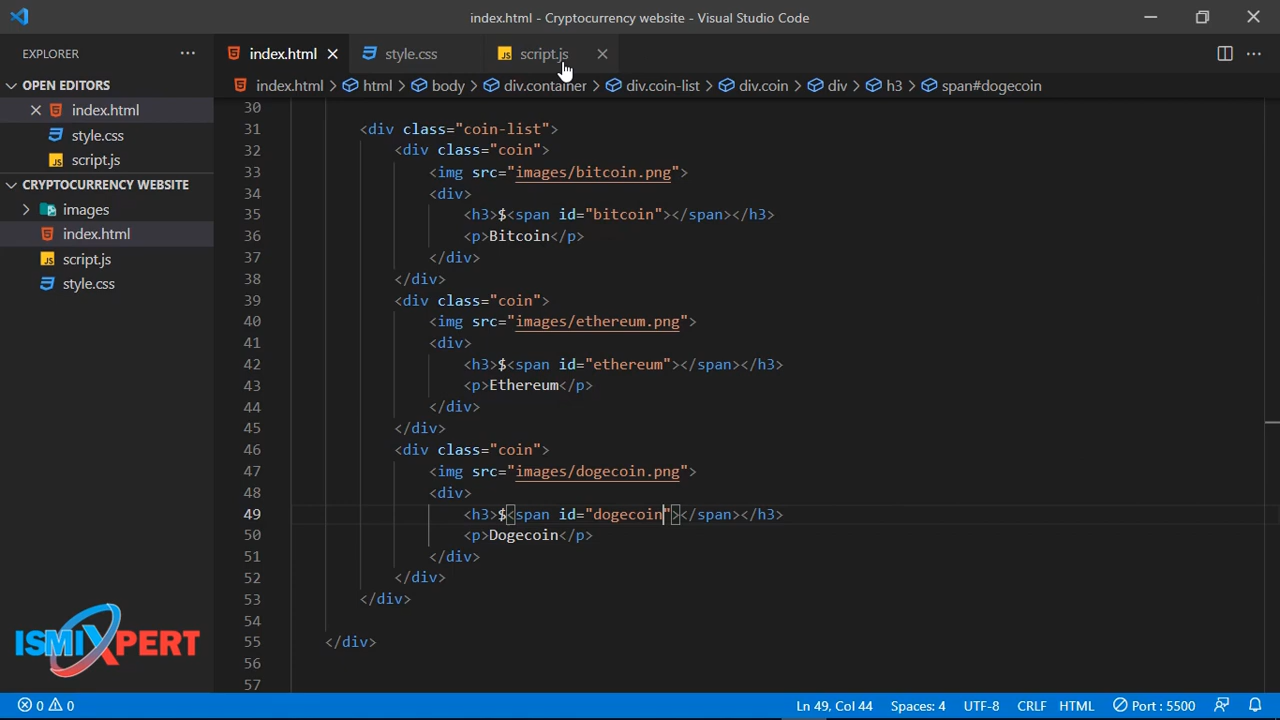 index.html - Cryptocurrency website - Visual Studio Code
EXPLORER
index.html
style.css
script.js
OPEN EDITORS
index.html > html > body > div.container > div.coin-list > div.coin > div > h3 > span#dogecoin
index.html
style.css
script.js
CRYPTOCURRENCY WEBSITE
images
index.html
script.js
style.css
30
31 <div class="coin-list">
32 <div class="coin">
33 <img src="images/bitcoin.png">
34 <div>
35 <h3>$<span id="bitcoin"></span></h3>
36 <p>Bitcoin</p>
37 </div>
38 </div>
39 <div class="coin">
40 <img src="images/ethereum.png">
41 <div>
42 <h3>$<span id="ethereum"></span></h3>
43 <p>Ethereum</p>
44 </div>
45 </div>
46 <div class="coin">
47 <img src="images/dogecoin.png">
48 <div>
49 <h3>$<span id="dogecoin"></span></h3>
50 <p>Dogecoin</p>
51 </div>
52 </div>
53 </div>
54
55 </div>
56
57
ISMIXPERT
0 0
Ln 49, Col 44 Spaces: 4 UTF-8 CRLF HTML Port : 5500